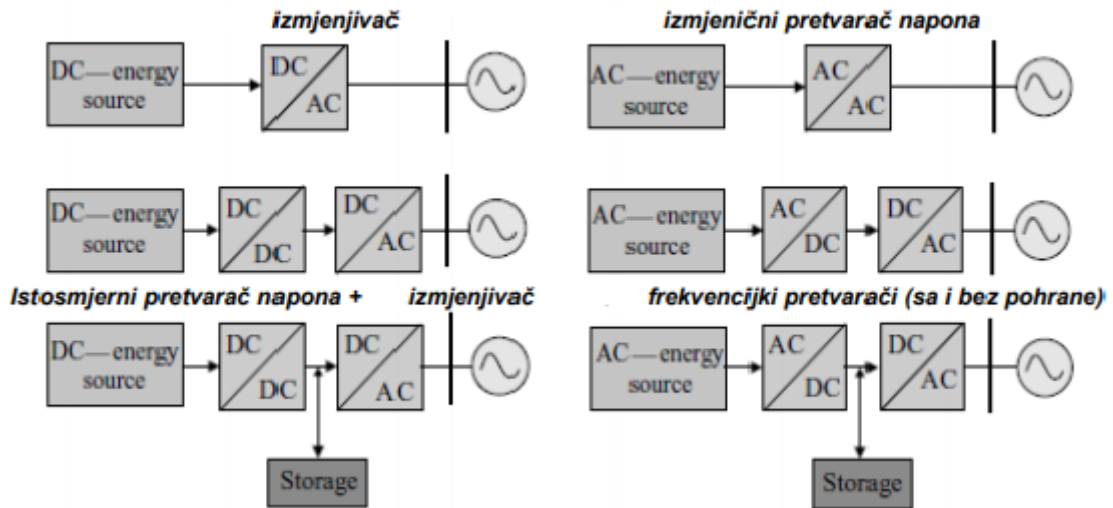 izmjenjivač
DC—energy
source
DC
AC
izmjenični pretvarač napona
AC—energy
source
AC
AC
DC—energy
source
DC
DC
DC
AC
AC—energy
source
AC
DC
DC
AC
Istosmjerni pretvarač napona + izmjenjivač
DC—energy
source
DC
DC
DC
AC
Storage
frekvencijki pretvarači (sa i bez pohrane)
AC—energy
source
AC
DC
DC
AC
Storage